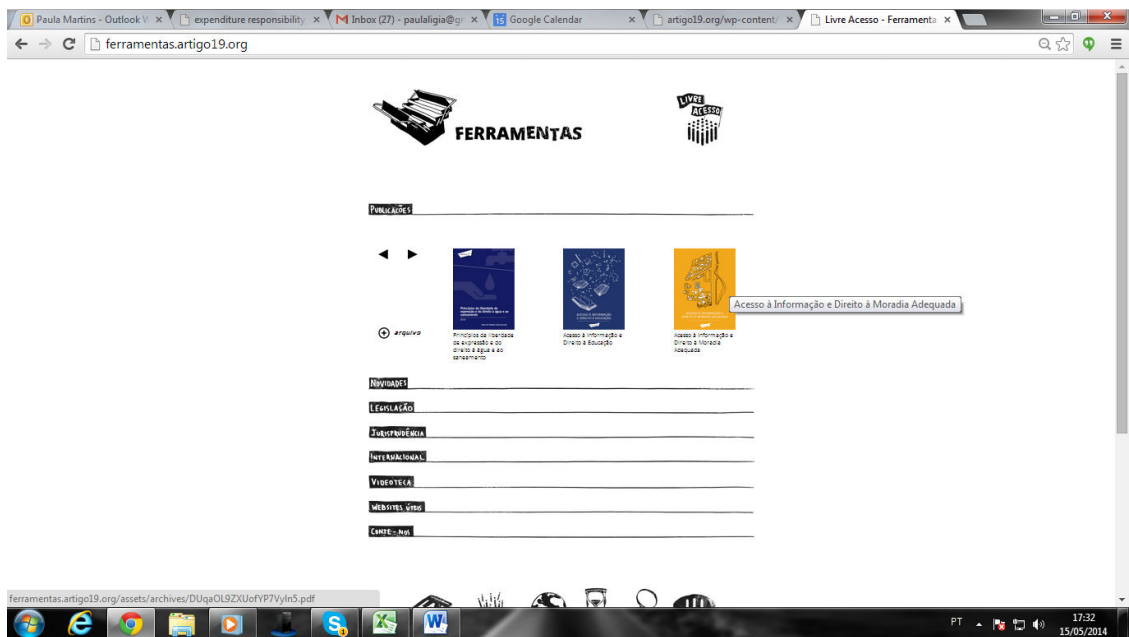 Paula Martins - Outlook W
expenditure responsibility
Inbox (27) - paulaligia@gr
Google Calendar
artigo19.org/wp-content/
Livre Acesso - Ferramenta
ferramentas.artigo19.org
FERRAMENTAS
LIVRE
ACESSO
PUBLICAÇÕES
Acesso à Informação e Direito à Moradia Adequada
arquivo
Princípios da liberdade
de expressão e do
direito à água e ao
saneamento
Acesso à Informação e
Direito à Educação
Acesso à Informação e
Direito à Moradia
Adequada
NOVIDADES
LEGISLAÇÃO
JURISPRUDÊNCIA
INTERNACIONAL
VIDEOTECA
WEBSITES ÚTEIS
CONTE-NOS
ferramentas.artigo19.org/assets/archives/DUqaOL9ZXUofYP7VyIn5.pdf
PT
17:32
15/05/2014